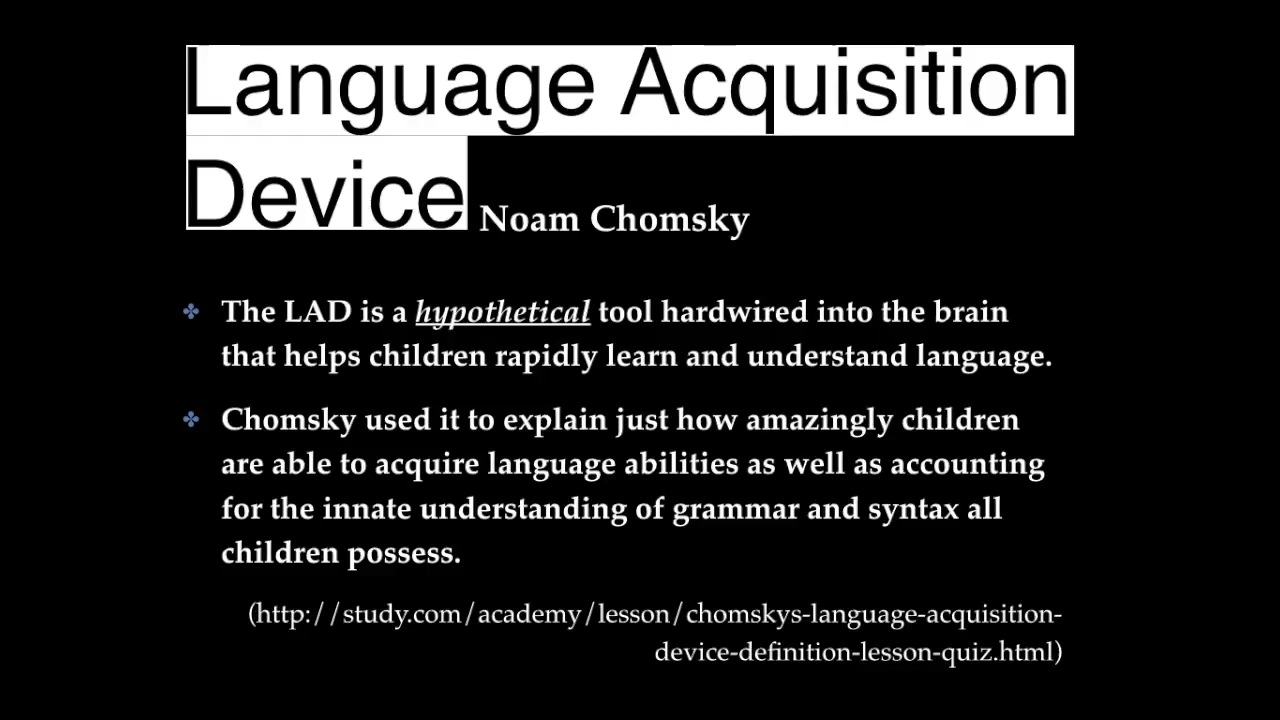 Language Acquisition
Device Noam Chomsky
✤ The LAD is a hypothetical tool hardwired into the brain
that helps children rapidly learn and understand language.
✤ Chomsky used it to explain just how amazingly children
are able to acquire language abilities as well as accounting
for the innate understanding of grammar and syntax all
children possess.
(http://study.com/academy/lesson/chomskys-language-acquisition-
device-definition-lesson-quiz.html)